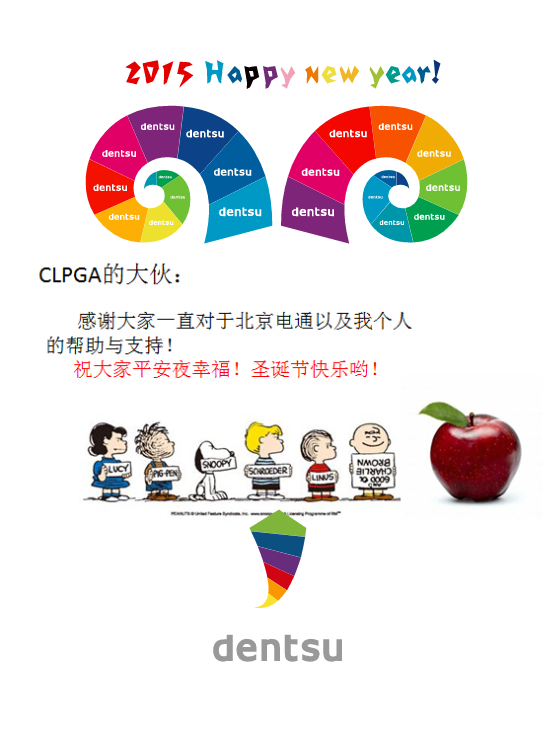 2015 Happy new year!
dentsu dentsu dentsu dentsu dentsu dentsu dentsu dentsu dentsu dentsu
dentsu dentsu dentsu dentsu dentsu dentsu dentsu dentsu dentsu dentsu
CLPGA的大伙：
感谢大家一直对于北京电通以及我个人
的帮助与支持！
祝大家平安夜幸福！圣诞节快乐哟！
LUCY
PIG-PEN
SNOOPY
SCHROEDER
LINUS
GOOD OL' CHARLIE BROWN
PEANUTS © United Feature Syndicate, Inc.
dentsu